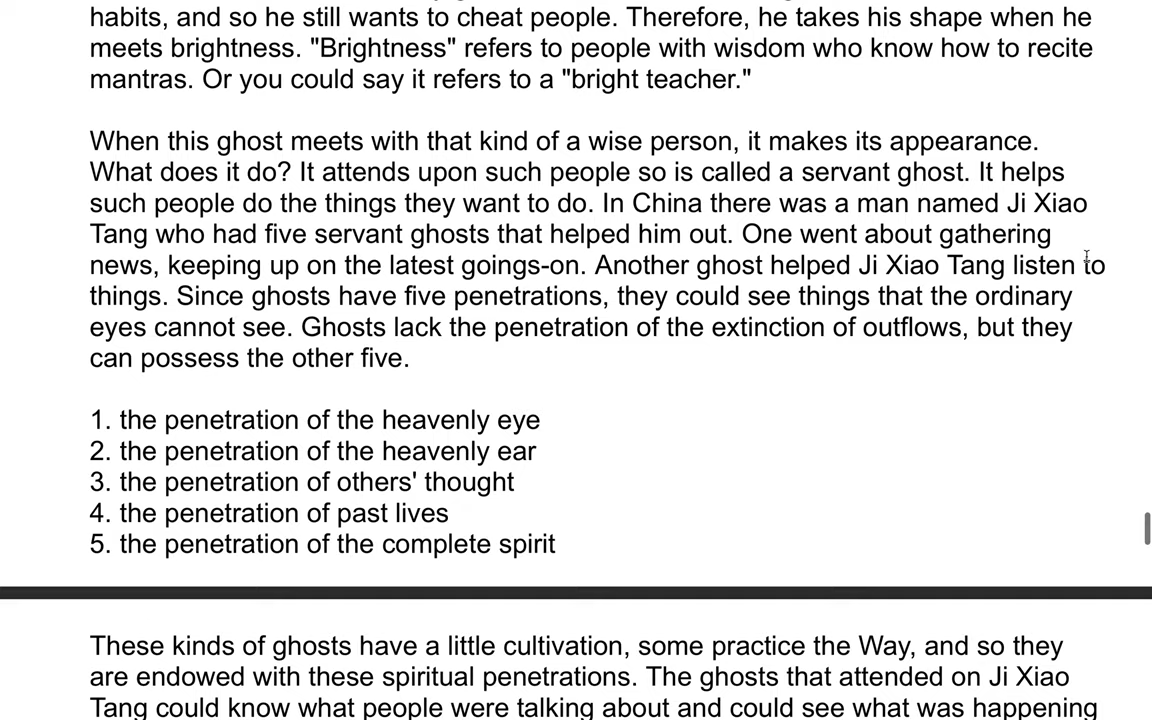 habits, and so he still wants to cheat people. Therefore, he takes his shape when he
meets brightness. "Brightness" refers to people with wisdom who know how to recite
mantras. Or you could say it refers to a "bright teacher."
When this ghost meets with that kind of a wise person, it makes its appearance.
What does it do? It attends upon such people so is called a servant ghost. It helps
such people do the things they want to do. In China there was a man named Ji Xiao
Tang who had five servant ghosts that helped him out. One went about gathering
news, keeping up on the latest goings-on. Another ghost helped Ji Xiao Tang listen to
things. Since ghosts have five penetrations, they could see things that the ordinary
eyes cannot see. Ghosts lack the penetration of the extinction of outflows, but they
can possess the other five.
1. the penetration of the heavenly eye
2. the penetration of the heavenly ear
3. the penetration of others' thought
4. the penetration of past lives
5. the penetration of the complete spirit
These kinds of ghosts have a little cultivation, some practice the Way, and so they
are endowed with these spiritual penetrations. The ghosts that attended on Ji Xiao
Tang could know what people were talking about and could see what was happening